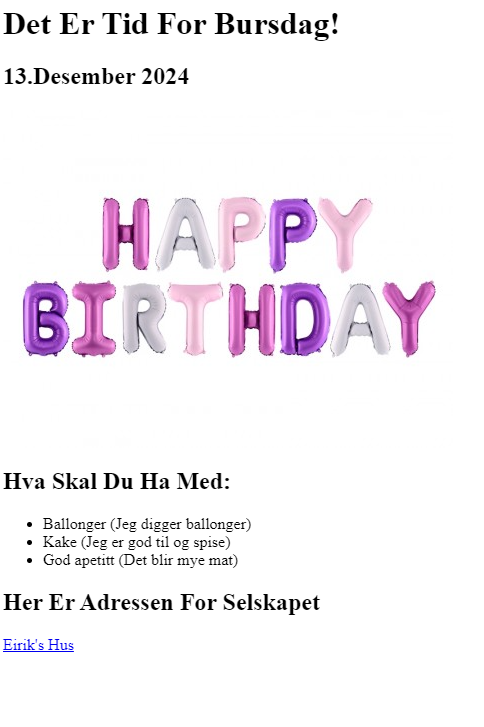 Det Er Tid For Bursdag!
13.Desember 2024
HAPPY
BIRTHDAY
Hva Skal Du Ha Med:
Ballonger (Jeg digger ballonger)
Kake (Jeg er god til og spise)
God apetitt (Det blir mye mat)
Her Er Adressen For Selskapet
Eirik's Hus